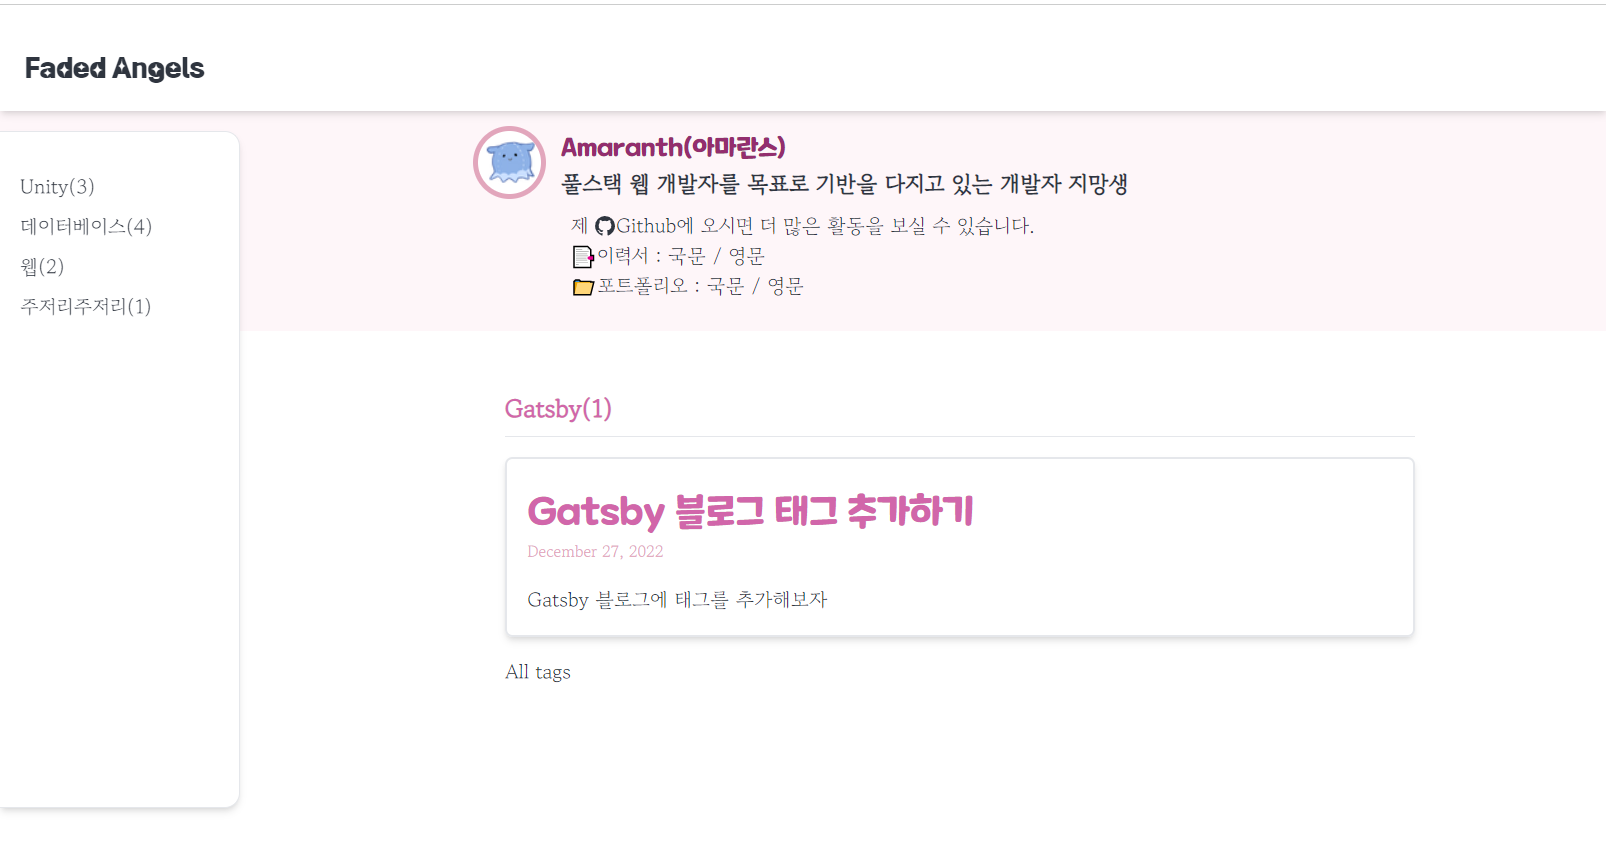 Faded Angels
Unity(3)
데이터베이스(4)
웹(2)
주저리주저리(1)
Amaranth(아마란스)
풀스택 웹 개발자를 목표로 기반을 다지고 있는 개발자 지망생
제 Github에 오시면 더 많은 활동을 보실 수 있습니다.
이력서 : 국문 / 영문
포트폴리오 : 국문 / 영문
Gatsby(1)
Gatsby 블로그 태그 추가하기
December 27, 2022
Gatsby 블로그에 태그를 추가해보자
All tags